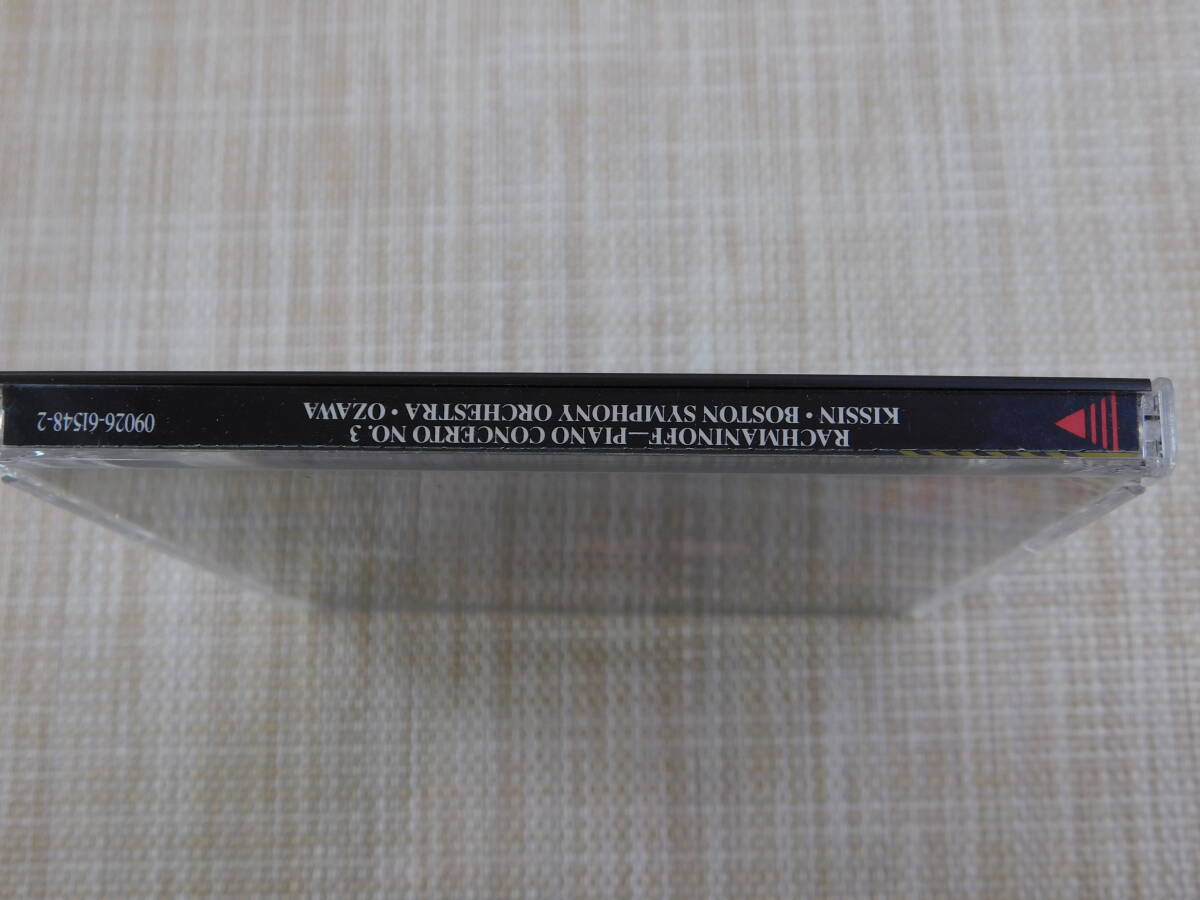 RACHMANINOFF—PIANO CONCERTO NO. 3
KISSIN • BOSTON SYMPHONY ORCHESTRA • OZAWA
09026-61548-2